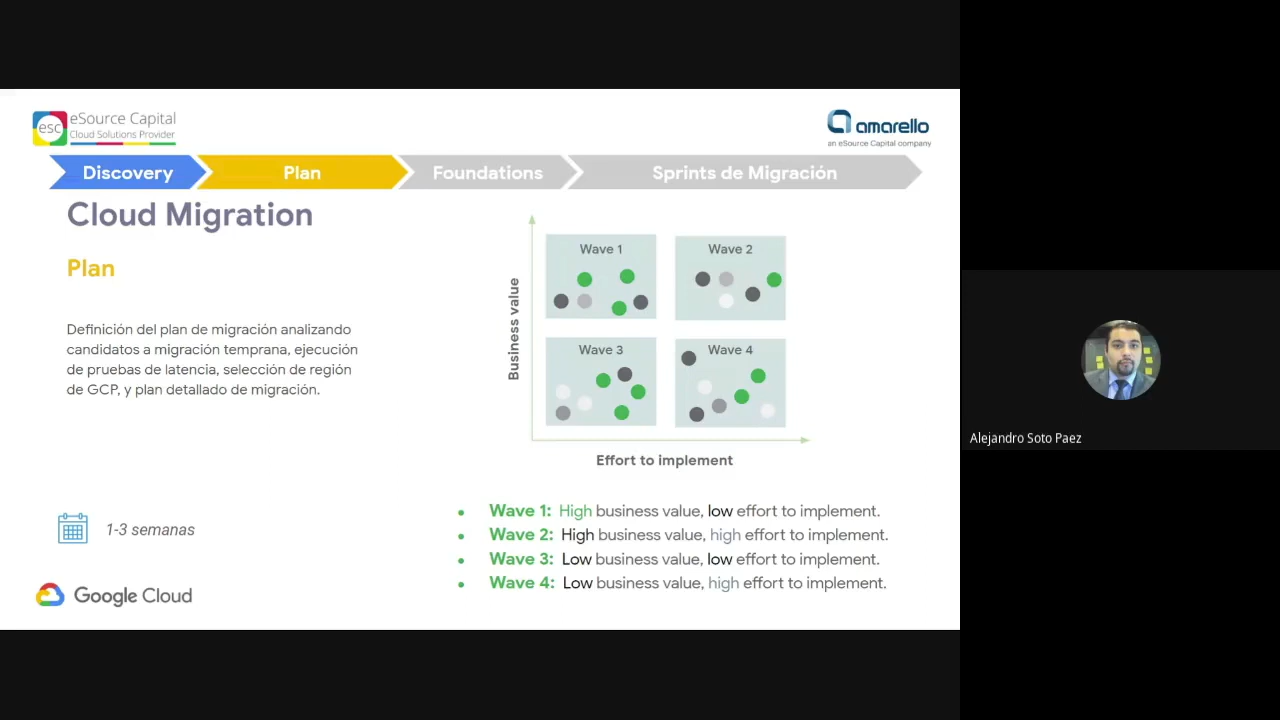 esc eSource Capital
Cloud Solutions Provider
amarello
an eSource Capital company
Discovery Plan Foundations Sprints de Migración
Cloud Migration
Plan
Definición del plan de migración analizando
candidatos a migración temprana, ejecución
de pruebas de latencia, selección de región
de GCP, y plan detallado de migración.
1-3 semanas
Google Cloud
Business value
Wave 1 Wave 2
Wave 3 Wave 4
Effort to implement
• Wave 1: High business value, low effort to implement.
• Wave 2: High business value, high effort to implement.
• Wave 3: Low business value, low effort to implement.
• Wave 4: Low business value, high effort to implement.
Alejandro Soto Paez